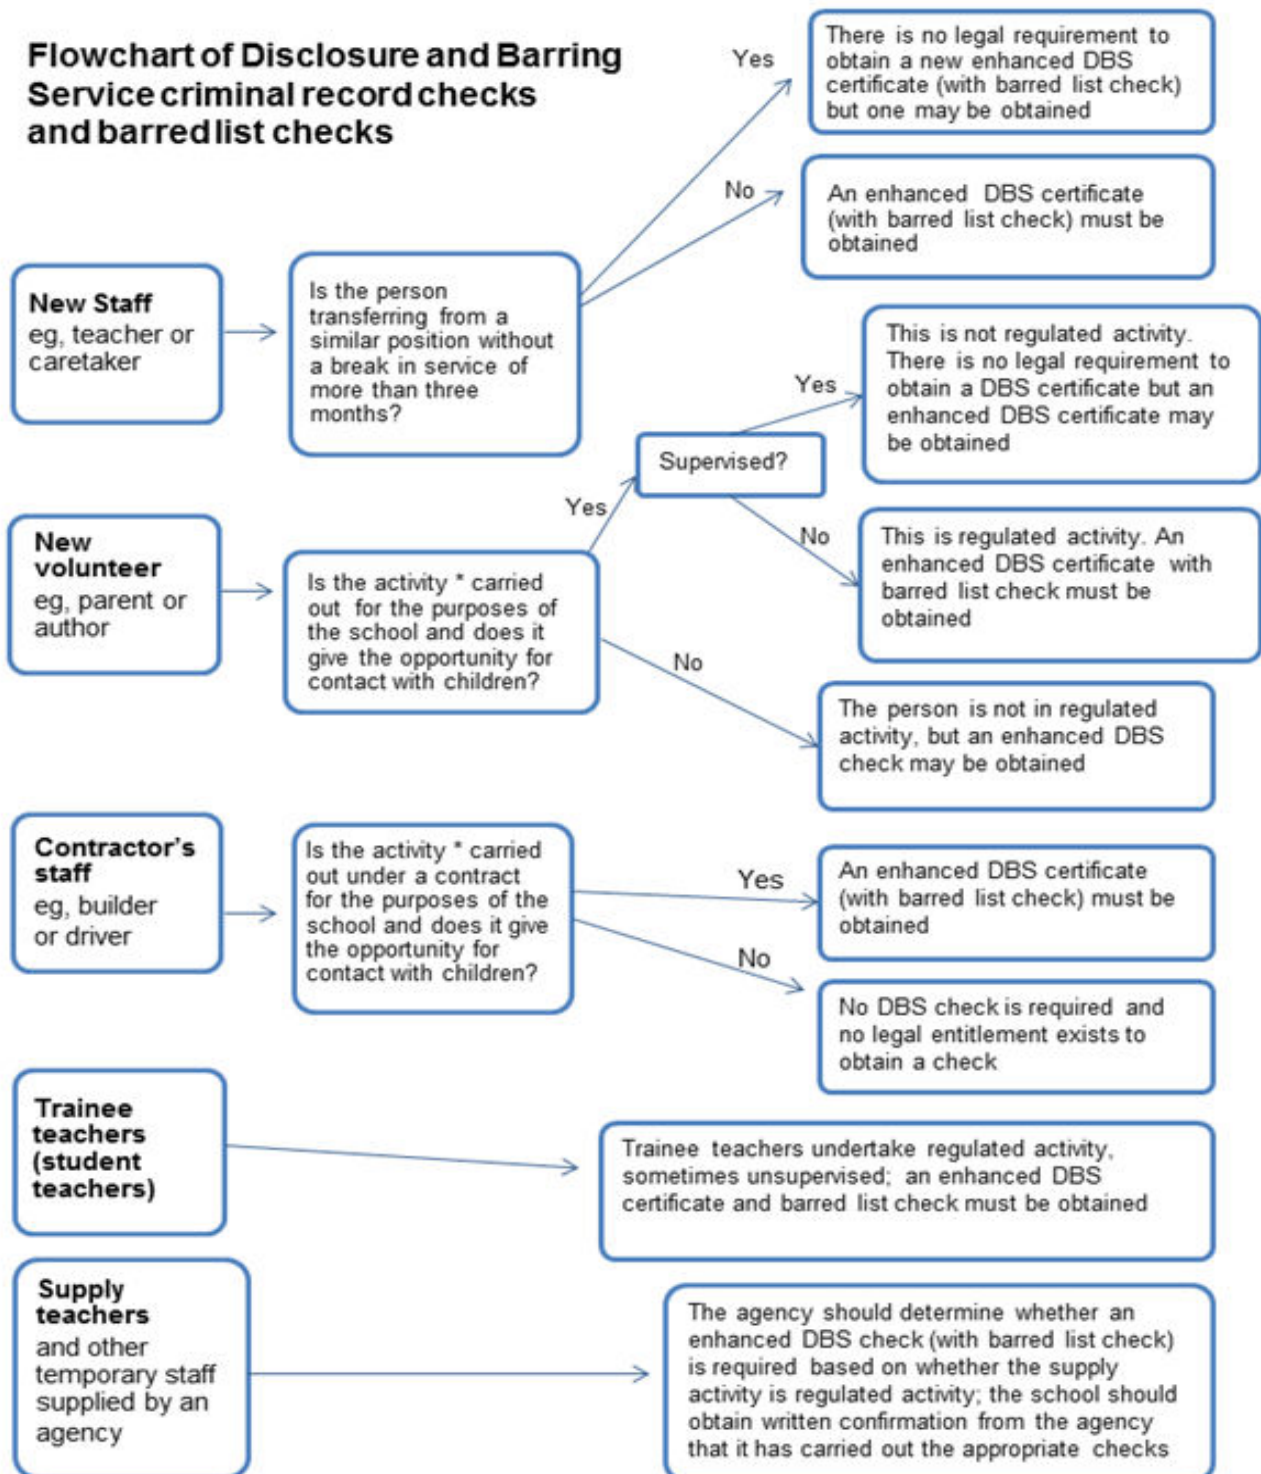 Flowchart of Disclosure and Barring
Service criminal record checks
and barred list checks
Yes
There is no legal requirement to
obtain a new enhanced DBS
certificate (with barred list check)
but one may be obtained
No
An enhanced DBS certificate
(with barred list check) must be
obtained
New Staff
eg, teacher or
caretaker
Is the person
transferring from a
similar position without
a break in service of
more than three
months?
This is not regulated activity.
There is no legal requirement to
obtain a DBS certificate but an
enhanced DBS certificate may
be obtained
Yes
Supervised?
Yes
No
This is regulated activity. An
enhanced DBS certificate with
barred list check must be
obtained
New
volunteer
eg, parent or
author
Is the activity * carried
out for the purposes of
the school and does it
give the opportunity for
contact with children?
No
The person is not in regulated
activity, but an enhanced DBS
check may be obtained
Contractor's
staff
eg, builder
or driver
Is the activity * carried
out under a contract
for the purposes of the
school and does it give
the opportunity for
contact with children?
Yes
An enhanced DBS certificate
(with barred list check) must be
obtained
No
No DBS check is required and
no legal entitlement exists to
obtain a check
Trainee
teachers
(student
teachers)
Trainee teachers undertake regulated activity,
sometimes unsupervised; an enhanced DBS
certificate and barred list check must be obtained
Supply
teachers
and other
temporary staff
supplied by an
agency
The agency should determine whether an
enhanced DBS check (with barred list check)
is required based on whether the supply
activity is regulated activity; the school should
obtain written confirmation from the agency
that it has carried out the appropriate checks